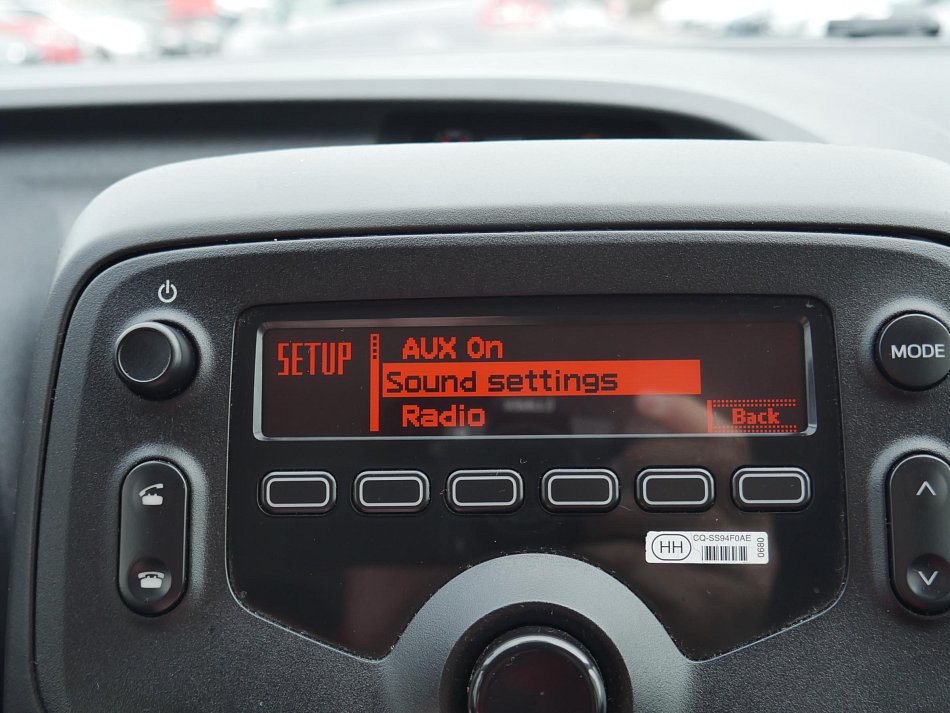 SETUP
AUX On
Sound settings
Radio
Back
MODE
HH
CQ-SS94F0AE
0680